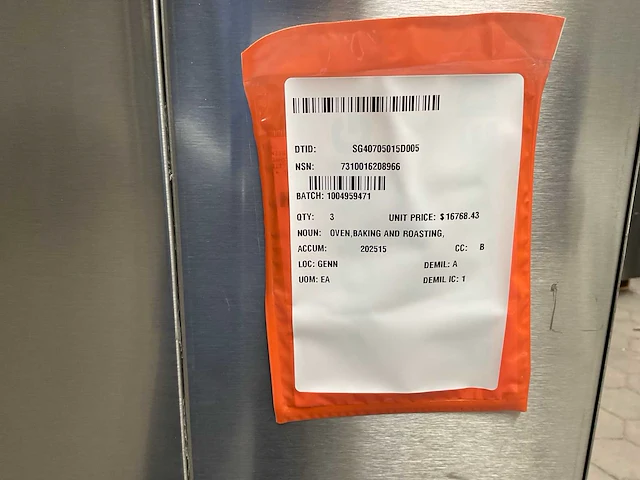 DTID: SG40705015D005
NSN: 7310016208966
BATCH: 1004959471
QTY: 3 UNIT PRICE: $16768.43
NOUN: OVEN,BAKING AND ROASTING,
ACCUM: 202515 CC: B
LOC: GENN DEMIL: A
UOM: EA DEMIL IC: 1